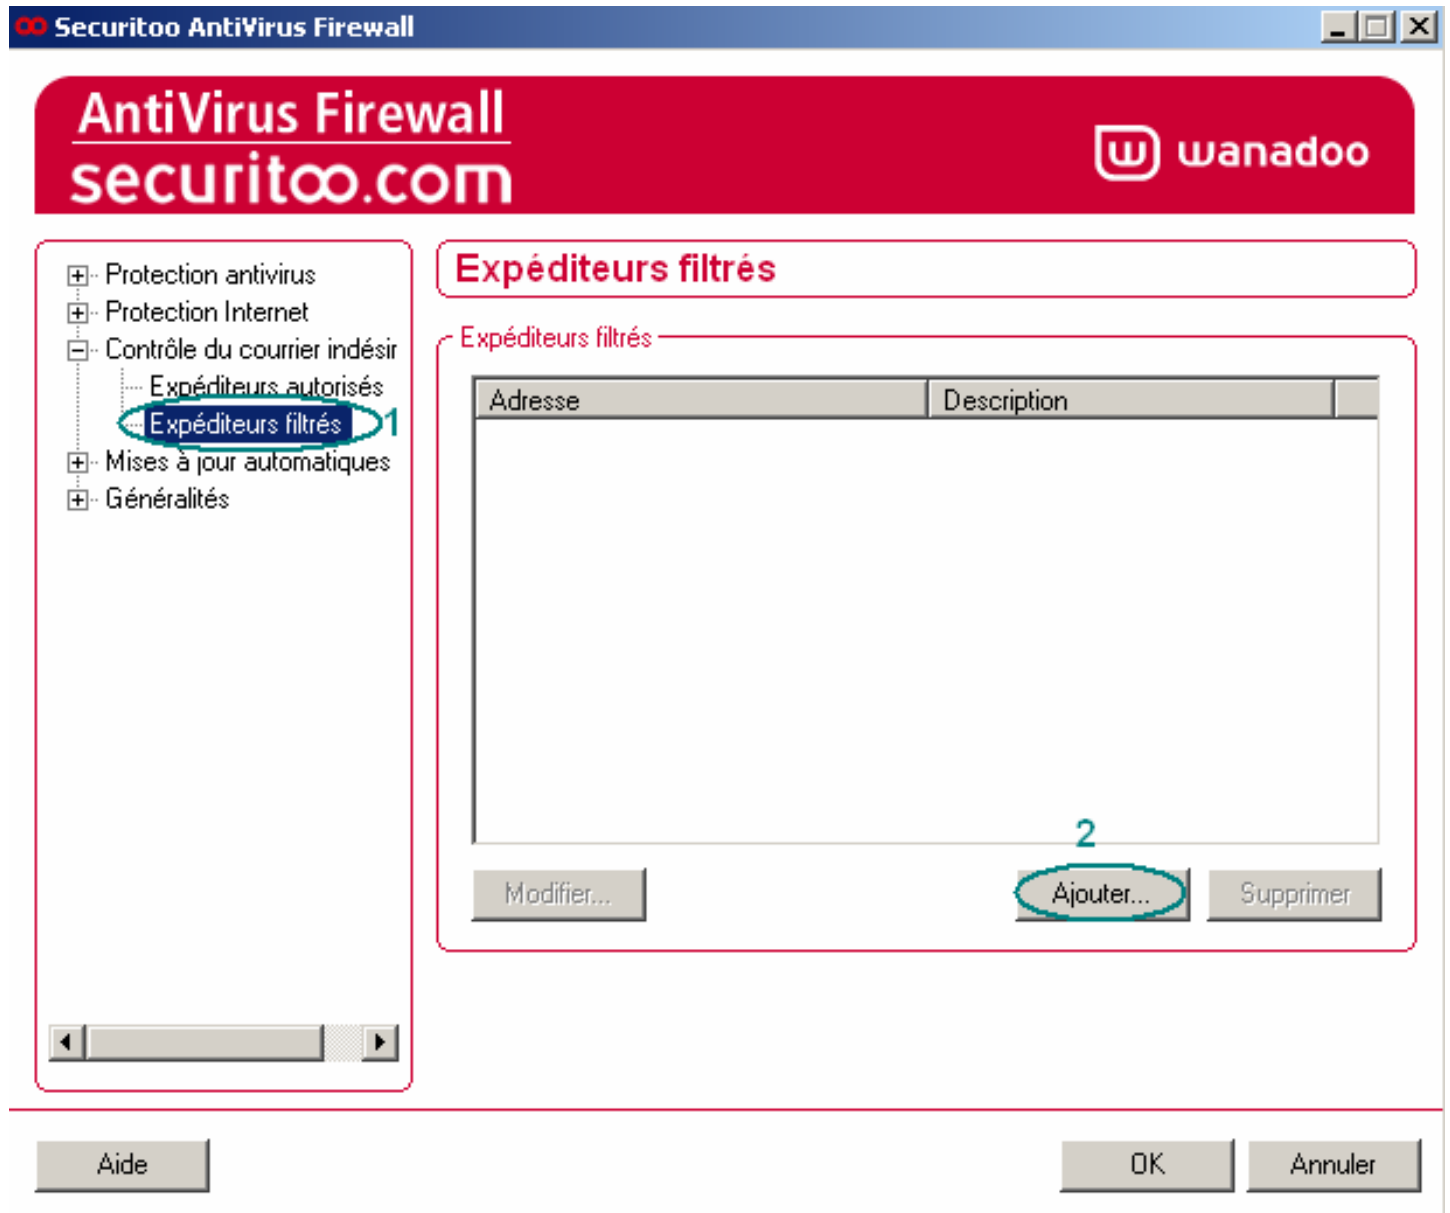 Securitoo AntiVirus Firewall
AntiVirus Firewall
securitoo.com
wanadoo
Protection antivirus
Protection Internet
Contrôle du courrier indésir
Expéditeurs autorisés
Expéditeurs filtrés 1
Mises à jour automatiques
Généralités
Expéditeurs filtrés
Expéditeurs filtrés
Adresse Description
2
Modifier... Ajouter... Supprimer
Aide OK Annuler